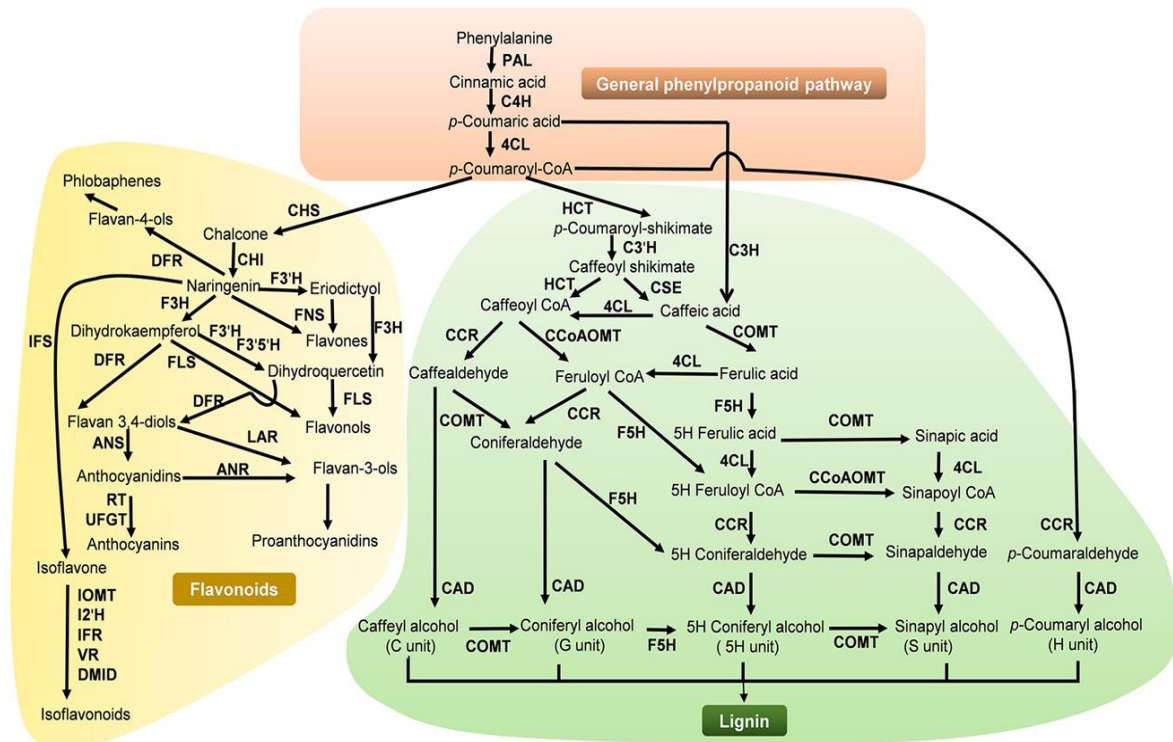 Phenylalanine
PAL
Cinnamic acid
General phenylpropanoid pathway
C4H
p-Coumaric acid
4CL
p-Coumaroyl-CoA
Phlobaphenes
Flavan-4-ols
CHS
Chalcone
DFR
CHI
Naringenin
F3'H
Eriodictyol
F3H
FNS
F3H
IFS
Dihydrokaempferol
F3'H
F3'5'H
Flavones
DFR
FLS
Dihydroquercetin
DFR
FLS
Flavan 3,4-diols
Flavonols
ANS
LAR
Anthocyanidins
ANR
Flavan-3-ols
RT
UFGT
Anthocyanins
Proanthocyanidins
Isoflavone
Flavonoids
IOMT
I2'H
IFR
VR
DMID
Isoflavonoids
HCT
p-Coumaroyl-shikimate
C3'H
C3H
Caffeoyl shikimate
HCT
CSE
Caffeoyl CoA
4CL
Caffeic acid
CCR
CCoAOMT
COMT
Caffealdehyde
Feruloyl CoA
4CL
Ferulic acid
COMT
CCR
F5H
F5H
Coniferaldehyde
5H Ferulic acid
COMT
Sinapic acid
4CL
4CL
F5H
5H Feruloyl CoA
CCoAOMT
Sinapoyl CoA
CCR
CCR
CCR
5H Coniferaldehyde
COMT
Sinapaldehyde
p-Coumaraldehyde
CAD
CAD
CAD
CAD
CAD
Caffeyl alcohol
(C unit)
COMT
Coniferyl alcohol
(G unit)
F5H
5H Coniferyl alcohol
( 5H unit)
COMT
Sinapyl alcohol
(S unit)
p-Coumaryl alcohol
(H unit)
Lignin